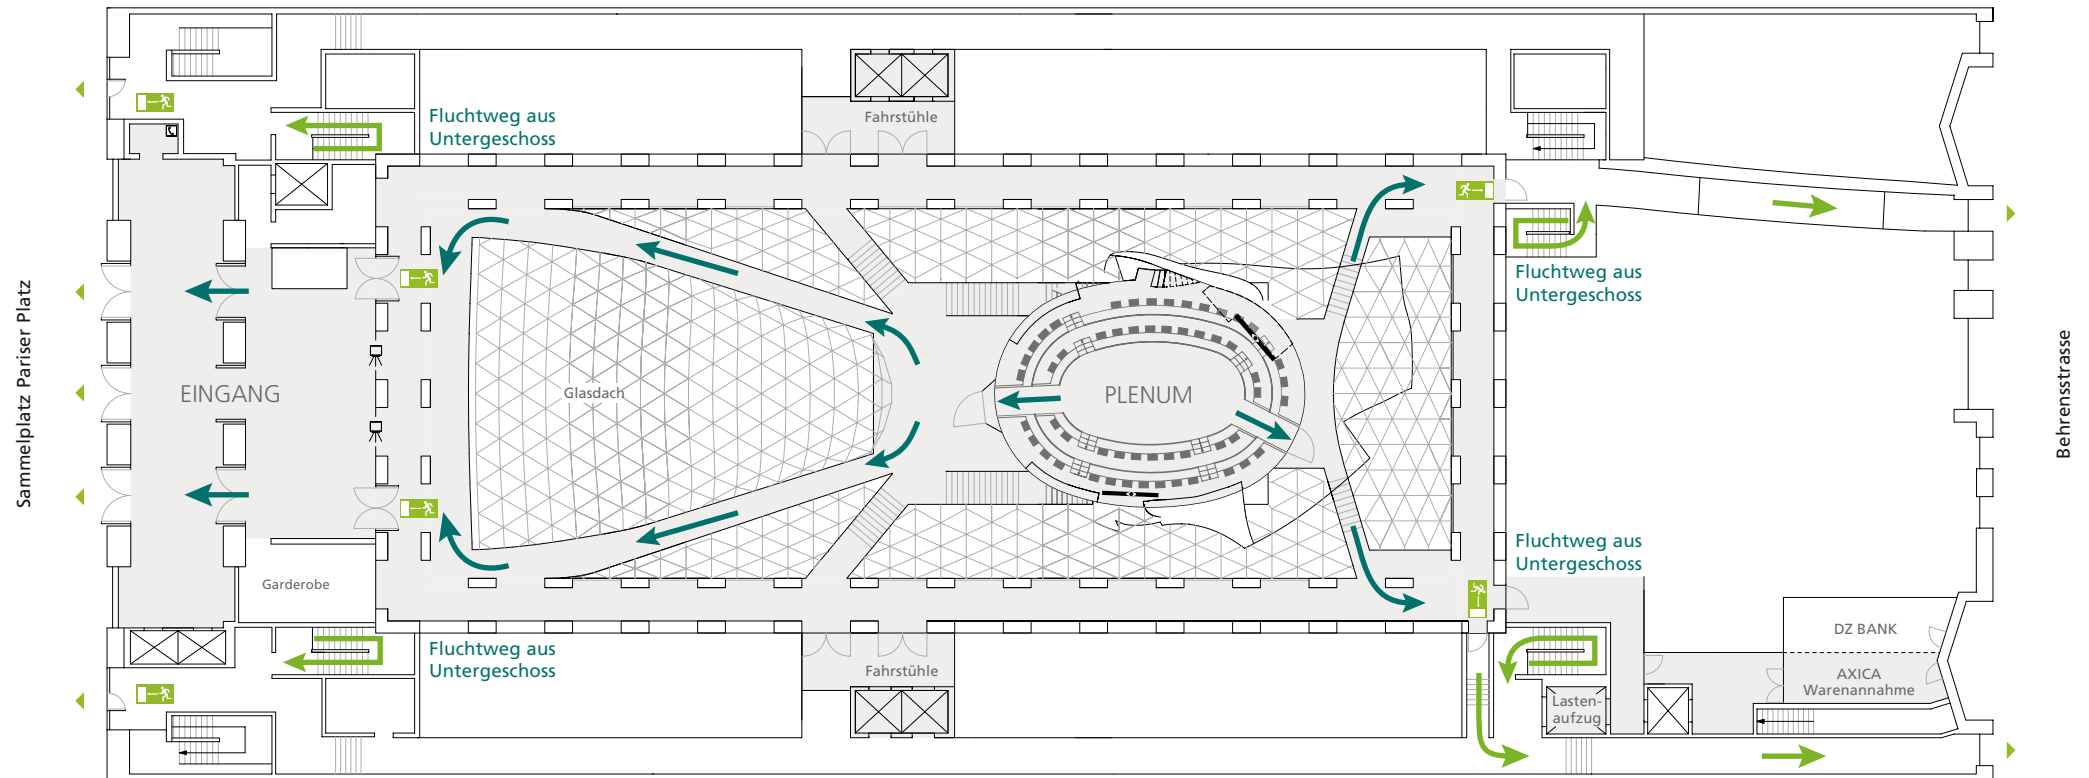 Fluchtweg aus
Untergeschoss
Fahrstühle
Fluchtweg aus
Untergeschoss
Sammelplatz Pariser Platz
EINGANG
Glasdach
PLENUM
Behrensstrasse
Garderobe
Fluchtweg aus
Untergeschoss
Fluchtweg aus
Untergeschoss
Fahrstühle
DZ BANK
AXICA
Warenannahme
Lasten-
aufzug